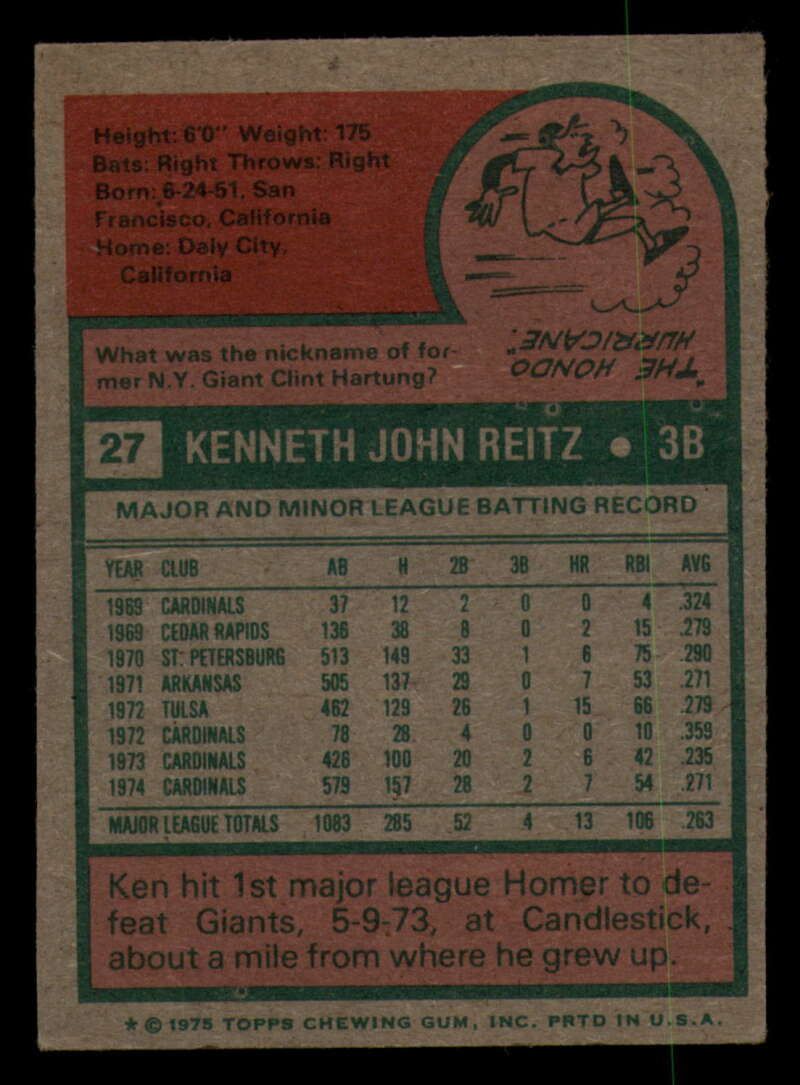 Height: 6'0" Weight: 175
Bats: Right Throws: Right
Born: 6-24-51, San
Francisco, California
Home: Daly City,
California
"THE HONDO
HURRICANE."
What was the nickname of for-
mer N.Y. Giant Clint Hartung?
27 KENNETH JOHN REITZ • 3B
MAJOR AND MINOR LEAGUE BATTING RECORD
YEAR CLUB AB H 2B 3B HR RBI AVG
1969 CARDINALS 37 12 2 0 0 4 .324
1969 CEDAR RAPIDS 136 38 8 0 2 15 .279
1970 ST. PETERSBURG 513 149 33 1 6 75 .290
1971 ARKANSAS 505 137 29 0 7 53 .271
1972 TULSA 462 129 26 1 15 66 .279
1972 CARDINALS 78 28 4 0 0 10 .359
1973 CARDINALS 426 100 20 2 6 42 .235
1974 CARDINALS 579 157 28 2 7 54 .271
MAJOR LEAGUE TOTALS 1083 285 52 4 13 106 .263
Ken hit 1st major league Homer to de-
feat Giants, 5-9-73, at Candlestick,
about a mile from where he grew up.
* © 1975 TOPPS CHEWING GUM, INC. PRTD IN U.S.A.